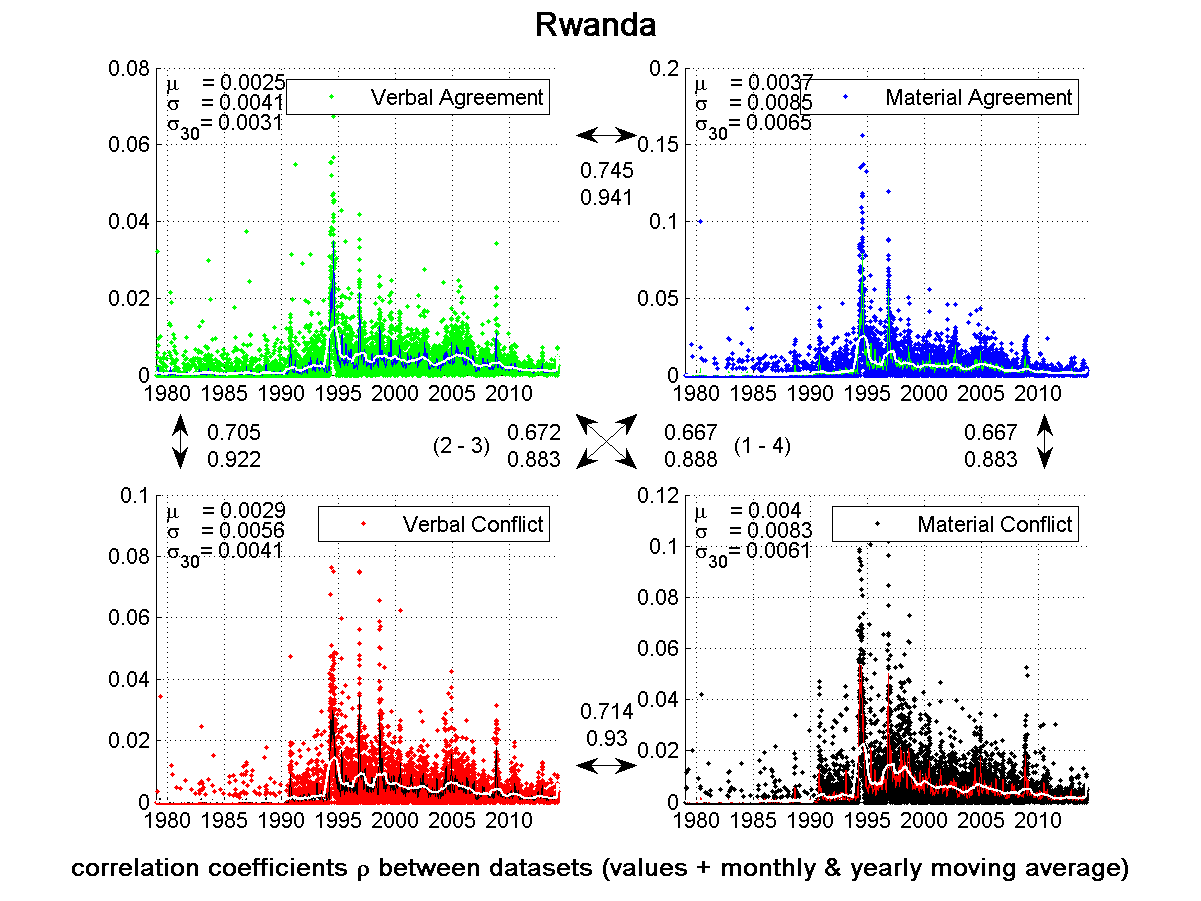 Rwanda
0.08
0.06
0.04
0.02
0
μ = 0.0025
σ = 0.0041
σ30= 0.0031
Verbal Agreement
1980 1985 1990 1995 2000 2005 2010
0.745
0.941
0.2
0.15
0.1
0.05
0
μ = 0.0037
σ = 0.0085
σ30= 0.0065
Material Agreement
1980 1985 1990 1995 2000 2005 2010
0.705
0.922
(2 - 3)
0.672
0.883
0.667
0.888
(1 - 4)
0.667
0.883
0.1
0.08
0.06
0.04
0.02
0
μ = 0.0029
σ = 0.0056
σ30= 0.0041
Verbal Conflict
1980 1985 1990 1995 2000 2005 2010
0.714
0.93
0.12
0.1
0.08
0.06
0.04
0.02
0
μ = 0.004
σ = 0.0083
σ30= 0.0061
Material Conflict
1980 1985 1990 1995 2000 2005 2010
correlation coefficients ρ between datasets (values + monthly & yearly moving average)